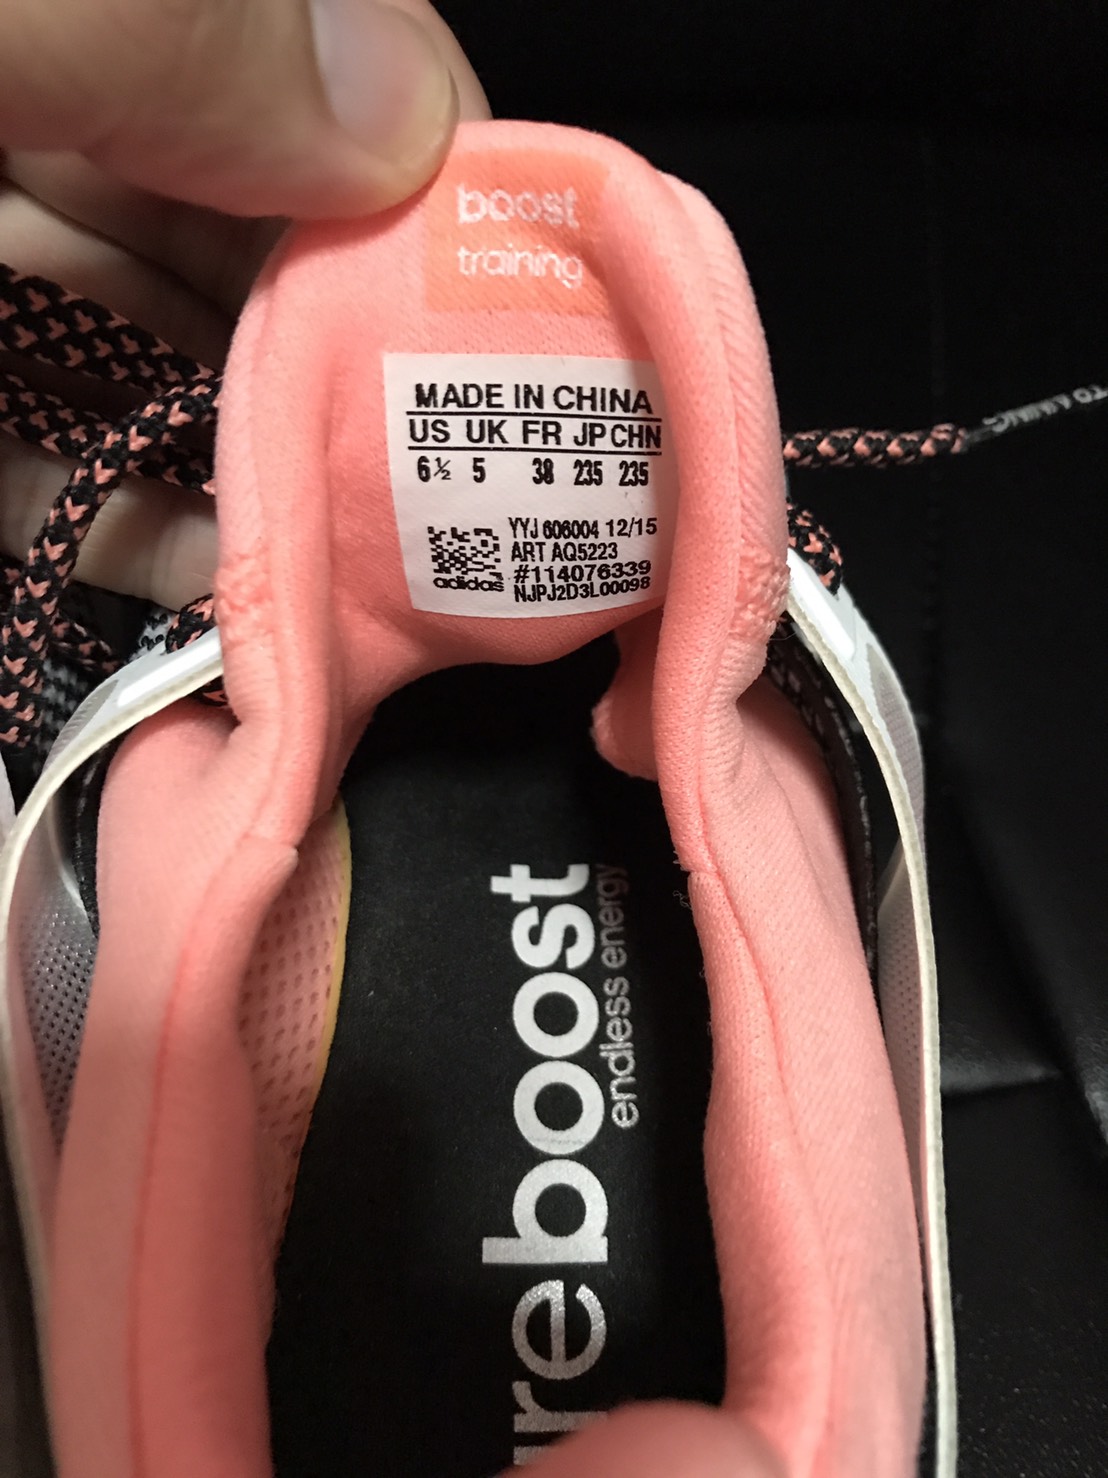 boost
training
MADE IN CHINA
US UK FR JP CHN
6½ 5 38 235 235
YYJ 606004 12/15
ART AQ5223
#114076339
NJPJ2D3L00098
adidas
ureboost
endless energy